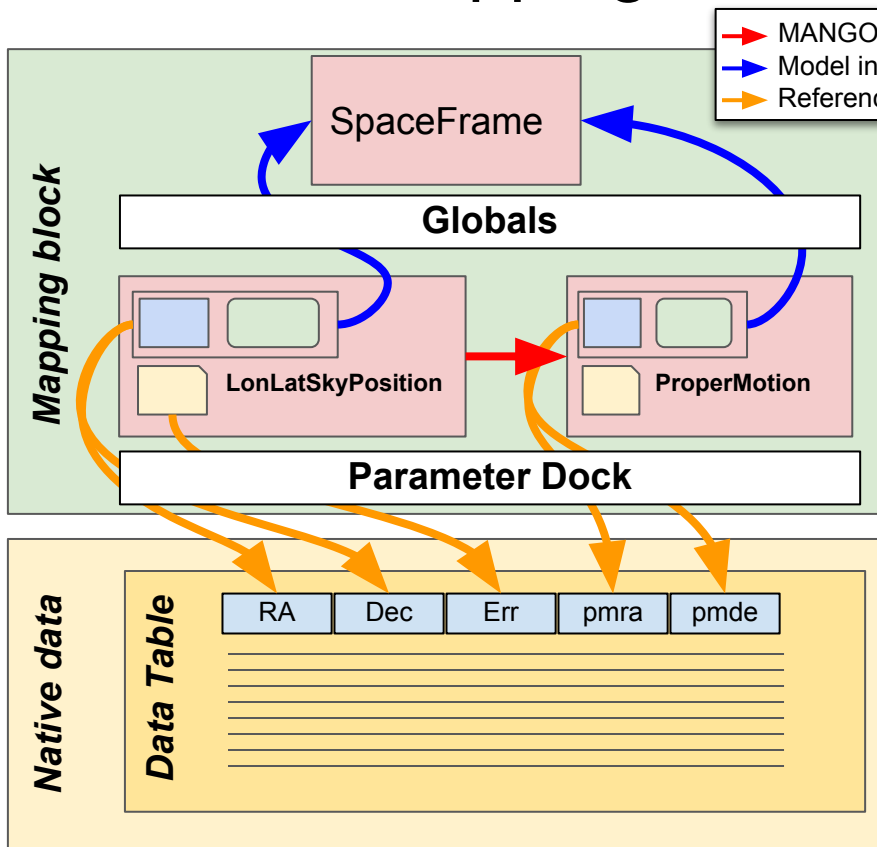 MANGO
Model in
Referenc
SpaceFrame
Globals
Mapping block
LonLatSkyPosition
ProperMotion
Parameter Dock
Native data
Data Table
RA Dec Err pmra pmde